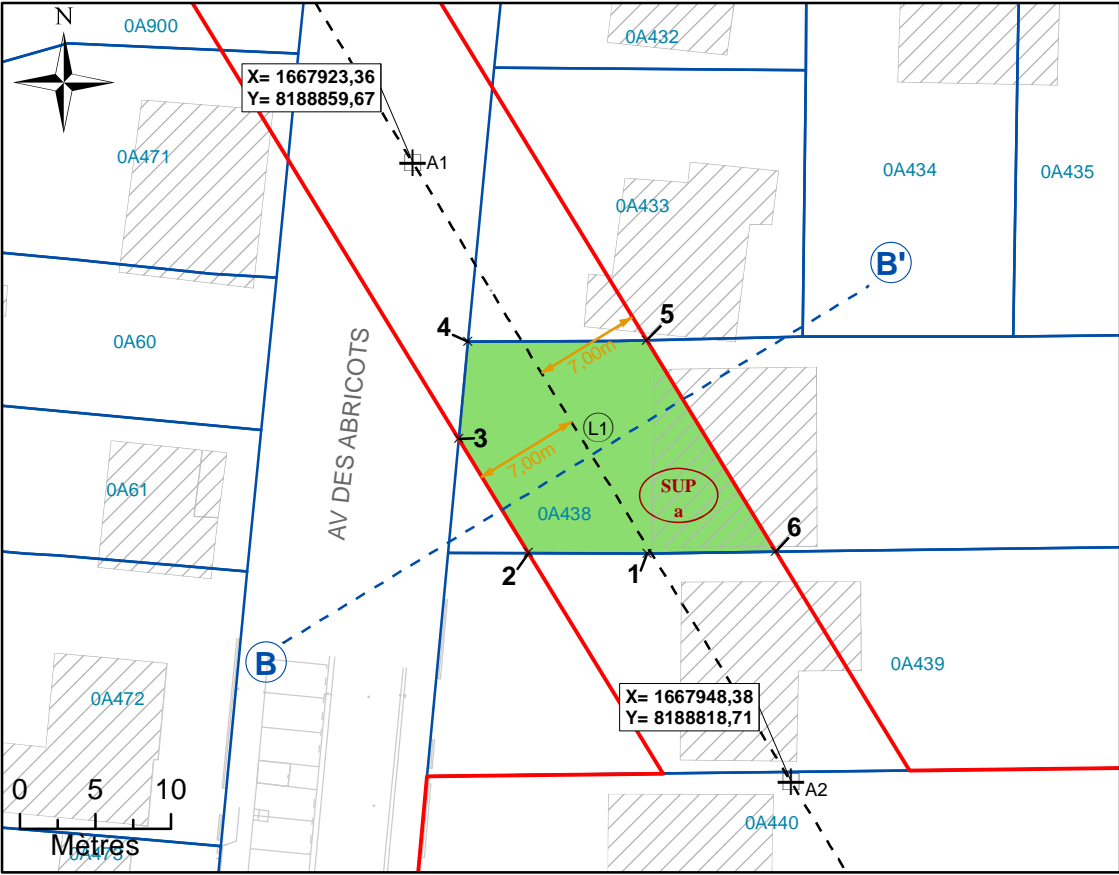 N
0A900
0A432
X= 1667923,36
Y= 8188859,67
0A471
A1
0A434
0A435
0A433
B'
4
5
0A60
7,00m
AV DES ABRICOTS
L1
3
7,00m
SUP
a
0A61
0A438
6
2
1
B
0A439
0A472
X= 1667948,38
Y= 8188818,71
0 5 10
A2
0A440
Mètres
0A473